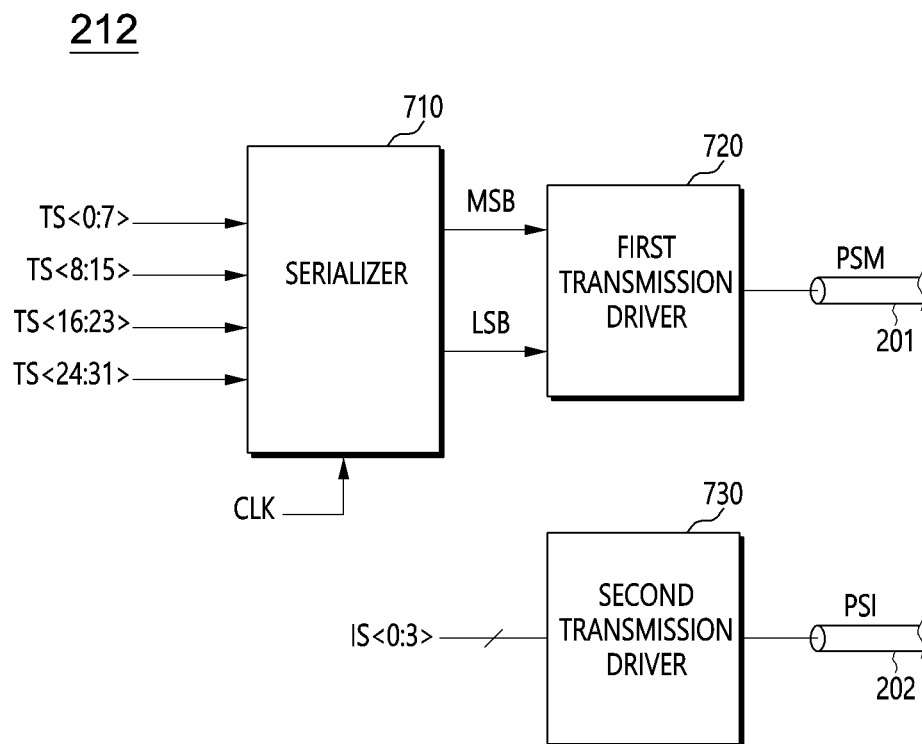 212
710
720
TS<0:7>
TS<8:15>
TS<16:23>
TS<24:31>
SERIALIZER
MSB
LSB
FIRST
TRANSMISSION
DRIVER
PSM
201
CLK
730
IS<0:3>
SECOND
TRANSMISSION
DRIVER
PSI
202